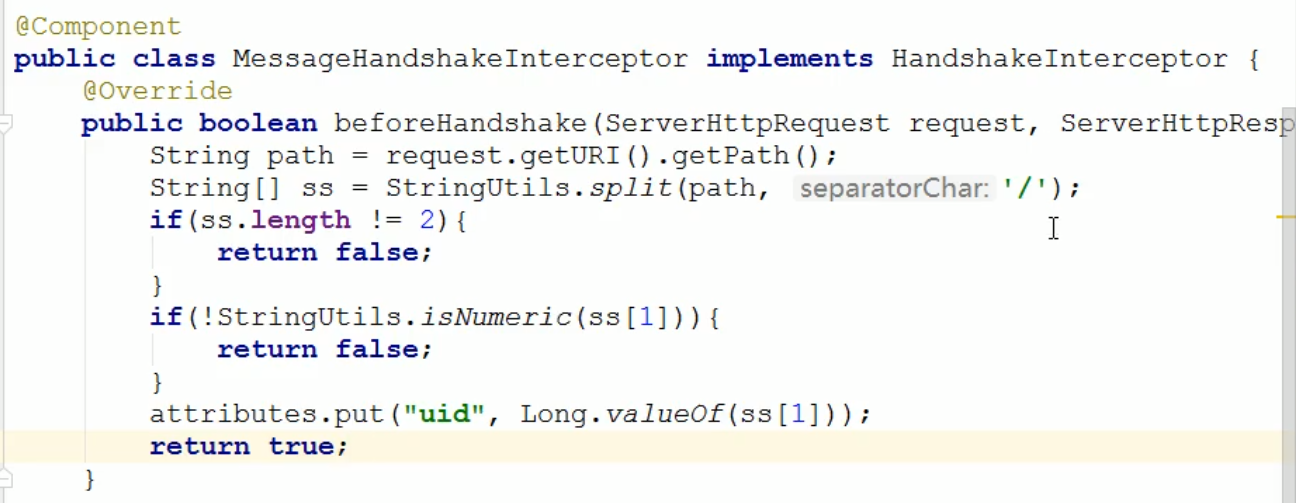 @Component
public class MessageHandshakeInterceptor implements HandshakeInterceptor {
@Override
public boolean beforeHandshake(ServerHttpRequest request, ServerHttpResp
String path = request.getURI().getPath();
String[] ss = StringUtils.split(path, separatorChar: '/');
if(ss.length != 2){
return false;
}
if(!StringUtils.isNumeric(ss[1])){
return false;
}
attributes.put("uid", Long.valueOf(ss[1]));
return true;
}